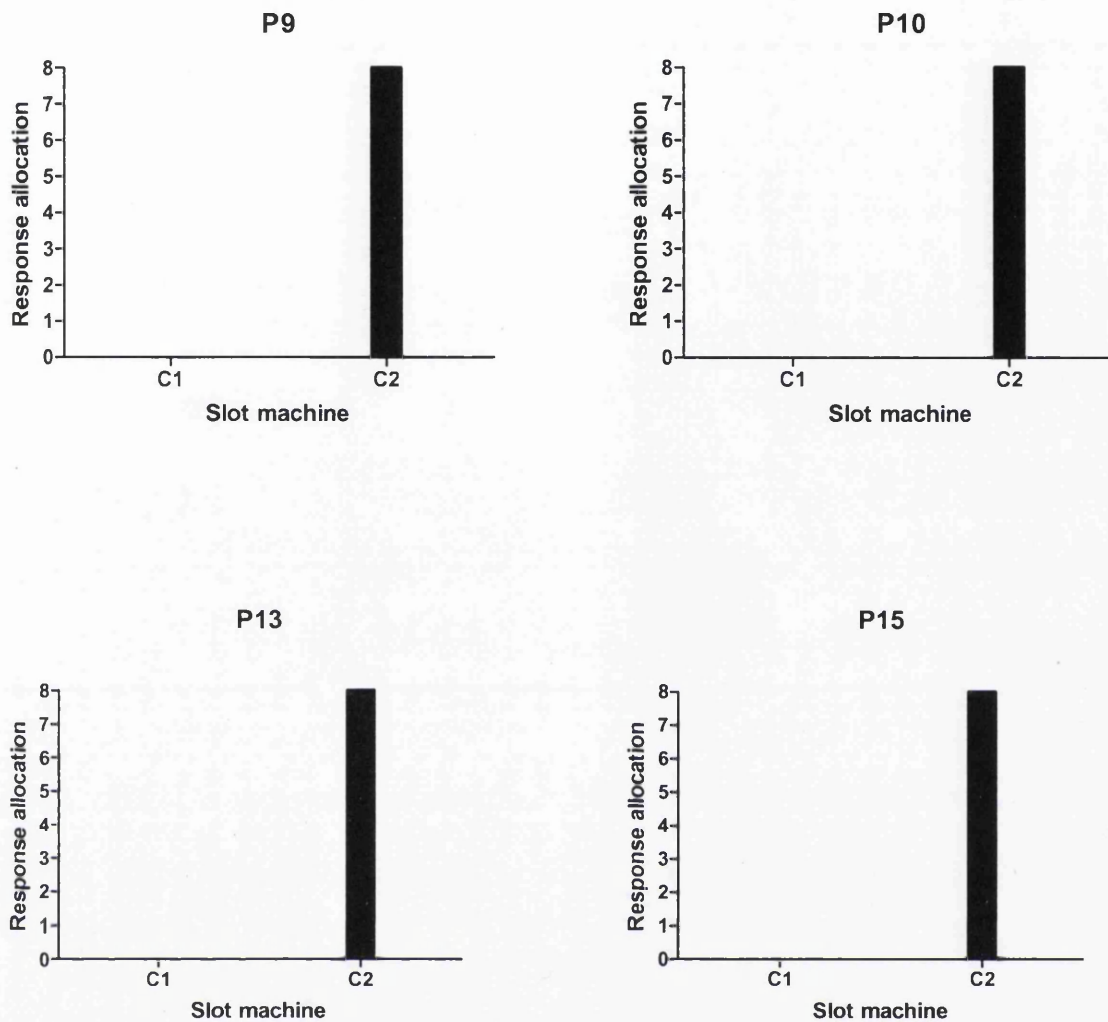 P9
Response allocation
8
7
6
5
4
3
2
1
0
C1 C2
Slot machine
P10
Response allocation
8
7
6
5
4
3
2
1
0
C1 C2
Slot machine
P13
Response allocation
8
7
6
5
4
3
2
1
0
C1 C2
Slot machine
P15
Response allocation
8
7
6
5
4
3
2
1
0
C1 C2
Slot machine